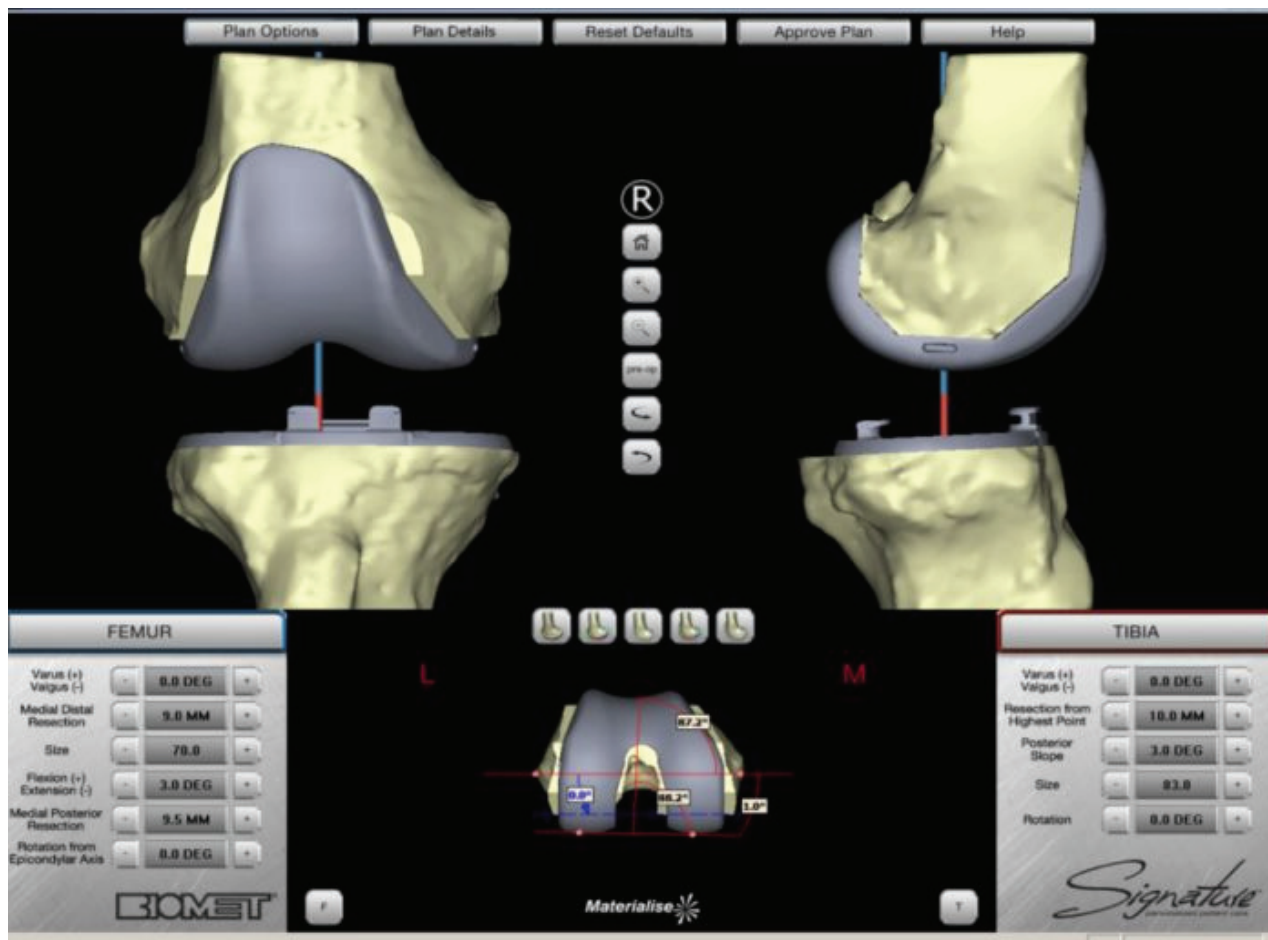 Plan Options
Plan Details
Reset Defaults
Approve Plan
Help
R
pre-op
FEMUR
Varus (+)
Valgus (-)
- 0.0 DEG +
Medial Distal
Resection
- 9.0 MM +
Size
- 70.0 +
Flexion (+)
Extension (-)
- 3.0 DEG +
Medial Posterior
Resection
- 9.5 MM +
Rotation from
Epicondylar Axis
- 0.0 DEG +
BIOMET
L
M
87.2°
0.0°
1.0°
F
Materialise
T
TIBIA
Varus (+)
Valgus (-)
- 0.0 DEG +
Resection from
Highest Point
- 10.0 MM +
Posterior
Slope
- 3.0 DEG +
Size
- 83.0 +
Rotation
- 0.0 DEG +
Signature
personalized patient care